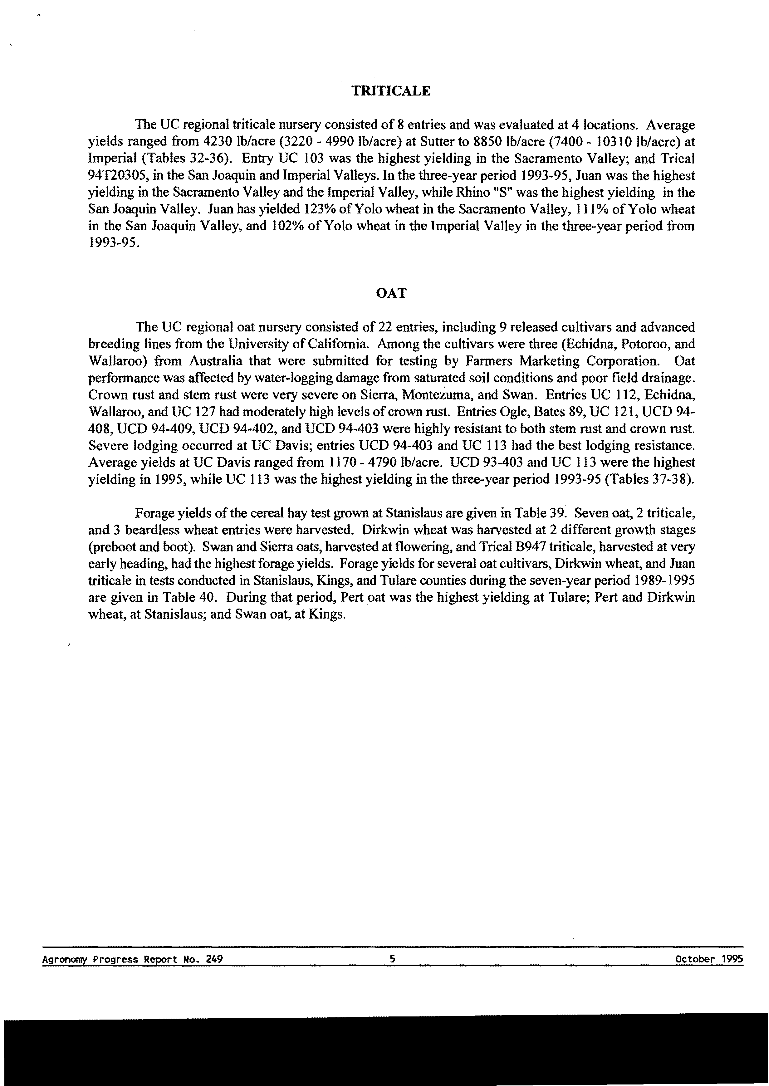 TRITICALE
The UC regional triticale nursery consisted of 8 entries and was evaluated at 4 locations. Average
yields ranged from 4230 lb/acre (3220 - 4990 lb/acre) at Sutter to 8850 lb/acre (7400 - 10310 lb/acre) at
Imperial (Tables 32-36). Entry UC 103 was the highest yielding in the Sacramento Valley; and Trical
94T20305, in the San Joaquin and Imperial Valleys. In the three-year period 1993-95, Juan was the highest
yielding in the Sacramento Valley and the Imperial Valley, while Rhino "S" was the highest yielding in the
San Joaquin Valley. Juan has yielded 123% of Yolo wheat in the Sacramento Valley, 111% of Yolo wheat
in the San Joaquin Valley, and 102% of Yolo wheat in the Imperial Valley in the three-year period from
1993-95.
OAT
The UC regional oat nursery consisted of 22 entries, including 9 released cultivars and advanced
breeding lines from the University of California. Among the cultivars were three (Echidna, Potoroo, and
Wallaroo) from Australia that were submitted for testing by Farmers Marketing Corporation. Oat
performance was affected by water-logging damage from saturated soil conditions and poor field drainage.
Crown rust and stem rust were very severe on Sierra, Montezuma, and Swan. Entries UC 112, Echidna,
Wallaroo, and UC 127 had moderately high levels of crown rust. Entries Ogle, Bates 89, UC 121, UCD 94-
408, UCD 94-409, UCD 94-402, and UCD 94-403 were highly resistant to both stem rust and crown rust.
Severe lodging occurred at UC Davis; entries UCD 94-403 and UC 113 had the best lodging resistance.
Average yields at UC Davis ranged from 1170 - 4790 lb/acre. UCD 93-403 and UC 113 were the highest
yielding in 1995, while UC 113 was the highest yielding in the three-year period 1993-95 (Tables 37-38).
Forage yields of the cereal hay test grown at Stanislaus are given in Table 39. Seven oat, 2 triticale,
and 3 beardless wheat entries were harvested. Dirkwin wheat was harvested at 2 different growth stages
(preboot and boot). Swan and Sierra oats, harvested at flowering, and Trical B947 triticale, harvested at very
early heading, had the highest forage yields. Forage yields for several oat cultivars, Dirkwin wheat, and Juan
triticale in tests conducted in Stanislaus, Kings, and Tulare counties during the seven-year period 1989-1995
are given in Table 40. During that period, Pert oat was the highest yielding at Tulare; Pert and Dirkwin
wheat, at Stanislaus; and Swan oat, at Kings.
Agronomy Progress Report No. 249 5 October 1995